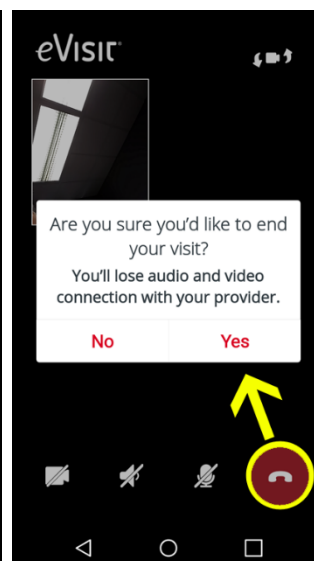 eVisit
Are you sure you'd like to end
your visit?
You'll lose audio and video
connection with your provider.
No
Yes